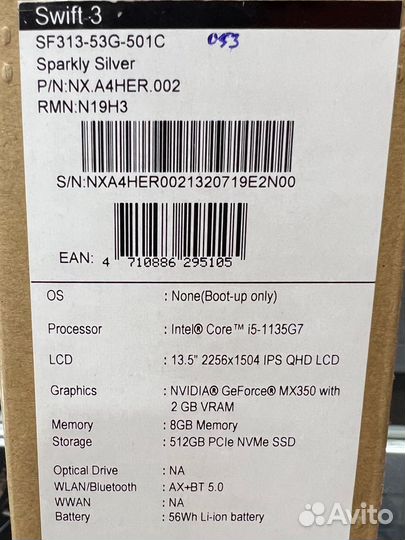 Swift 3
SF313-53G-501C 053
Sparkly Silver
P/N:NX.A4HER.002
RMN:N19H3
S/N:NXA4HER0021320719E2N00
EAN: 4 710886 295105
OS : None(Boot-up only)
Processor : Intel® Core™ i5-1135G7
LCD : 13.5" 2256x1504 IPS QHD LCD
Graphics : NVIDIA® GeForce® MX350 with
2 GB VRAM
Memory : 8GB Memory
Storage : 512GB PCIe NVMe SSD
Optical Drive : NA
WLAN/Bluetooth : AX+BT 5.0
WWAN : NA
Battery : 56Wh Li-ion battery
Avito